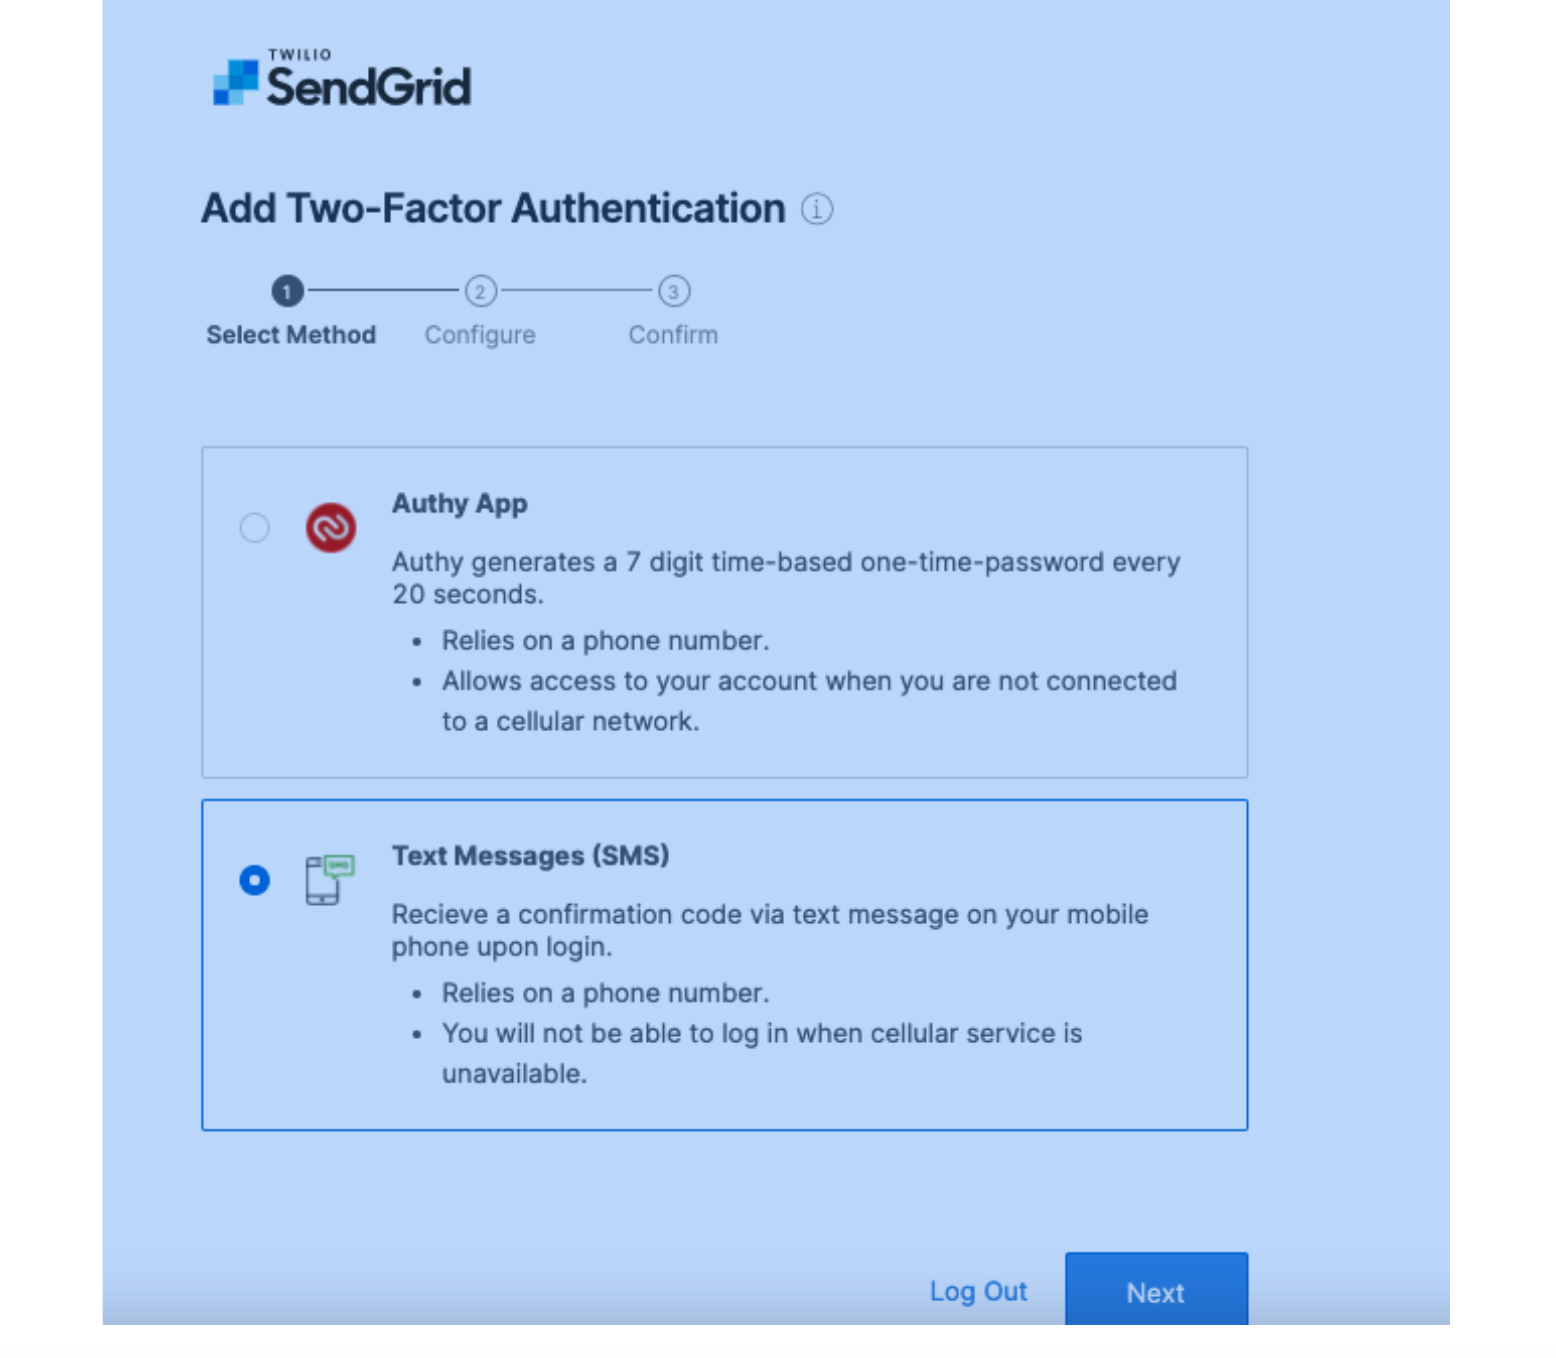 TWILIO
SendGrid
Add Two-Factor Authentication
1
2
3
Select Method
Configure
Confirm
Authy App
Authy generates a 7 digit time-based one-time-password every
20 seconds.
• Relies on a phone number.
• Allows access to your account when you are not connected
to a cellular network.
SMS
Text Messages (SMS)
Recieve a confirmation code via text message on your mobile
phone upon login.
• Relies on a phone number.
• You will not be able to log in when cellular service is
unavailable.
Log Out
Next